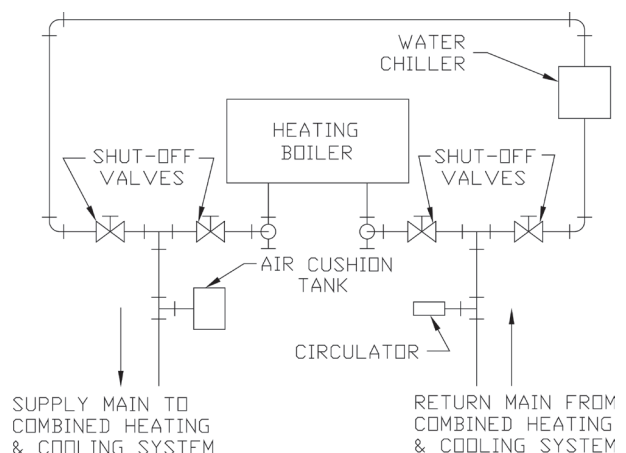 WATER
CHILLER
HEATING
BOILER
SHUT-OFF
VALVES
SHUT-OFF
VALVES
AIR CUSHION
TANK
CIRCULATOR
SUPPLY MAIN TO
COMBINED HEATING
& COOLING SYSTEM
RETURN MAIN FROM
COMBINED HEATING
& COOLING SYSTEM